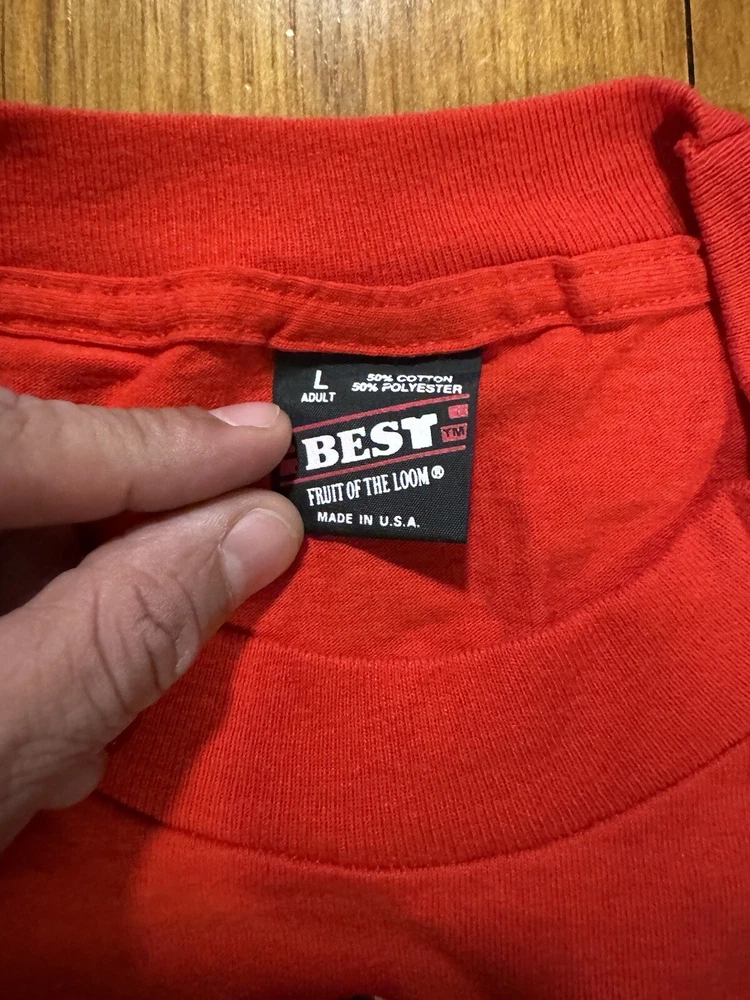 L
ADULT
50% COTTON
50% POLYESTER
BEST
TM
FRUIT OF THE LOOM®
MADE IN U.S.A.